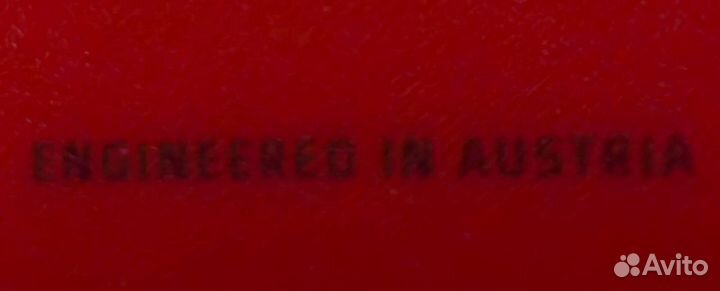 ENGINEERED IN AUSTRIA
Avito